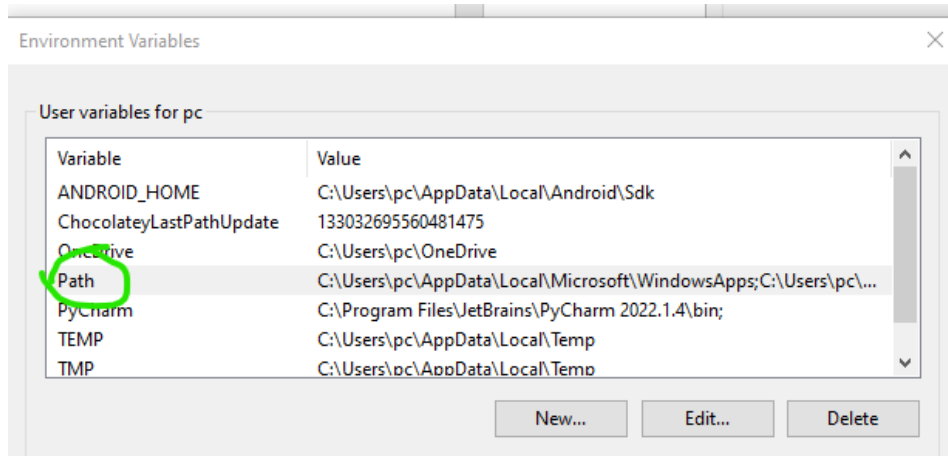 Environment Variables
User variables for pc
Variable Value
ANDROID_HOME C:\Users\pc\AppData\Local\Android\Sdk
ChocolateyLastPathUpdate 133032695560481475
OneDrive C:\Users\pc\OneDrive
Path C:\Users\pc\AppData\Local\Microsoft\WindowsApps;C:\Users\pc\...
PyCharm C:\Program Files\JetBrains\PyCharm 2022.1.4\bin;
TEMP C:\Users\pc\AppData\Local\Temp
TMP C:\Users\pc\AppData\Local\Temp
New... Edit... Delete